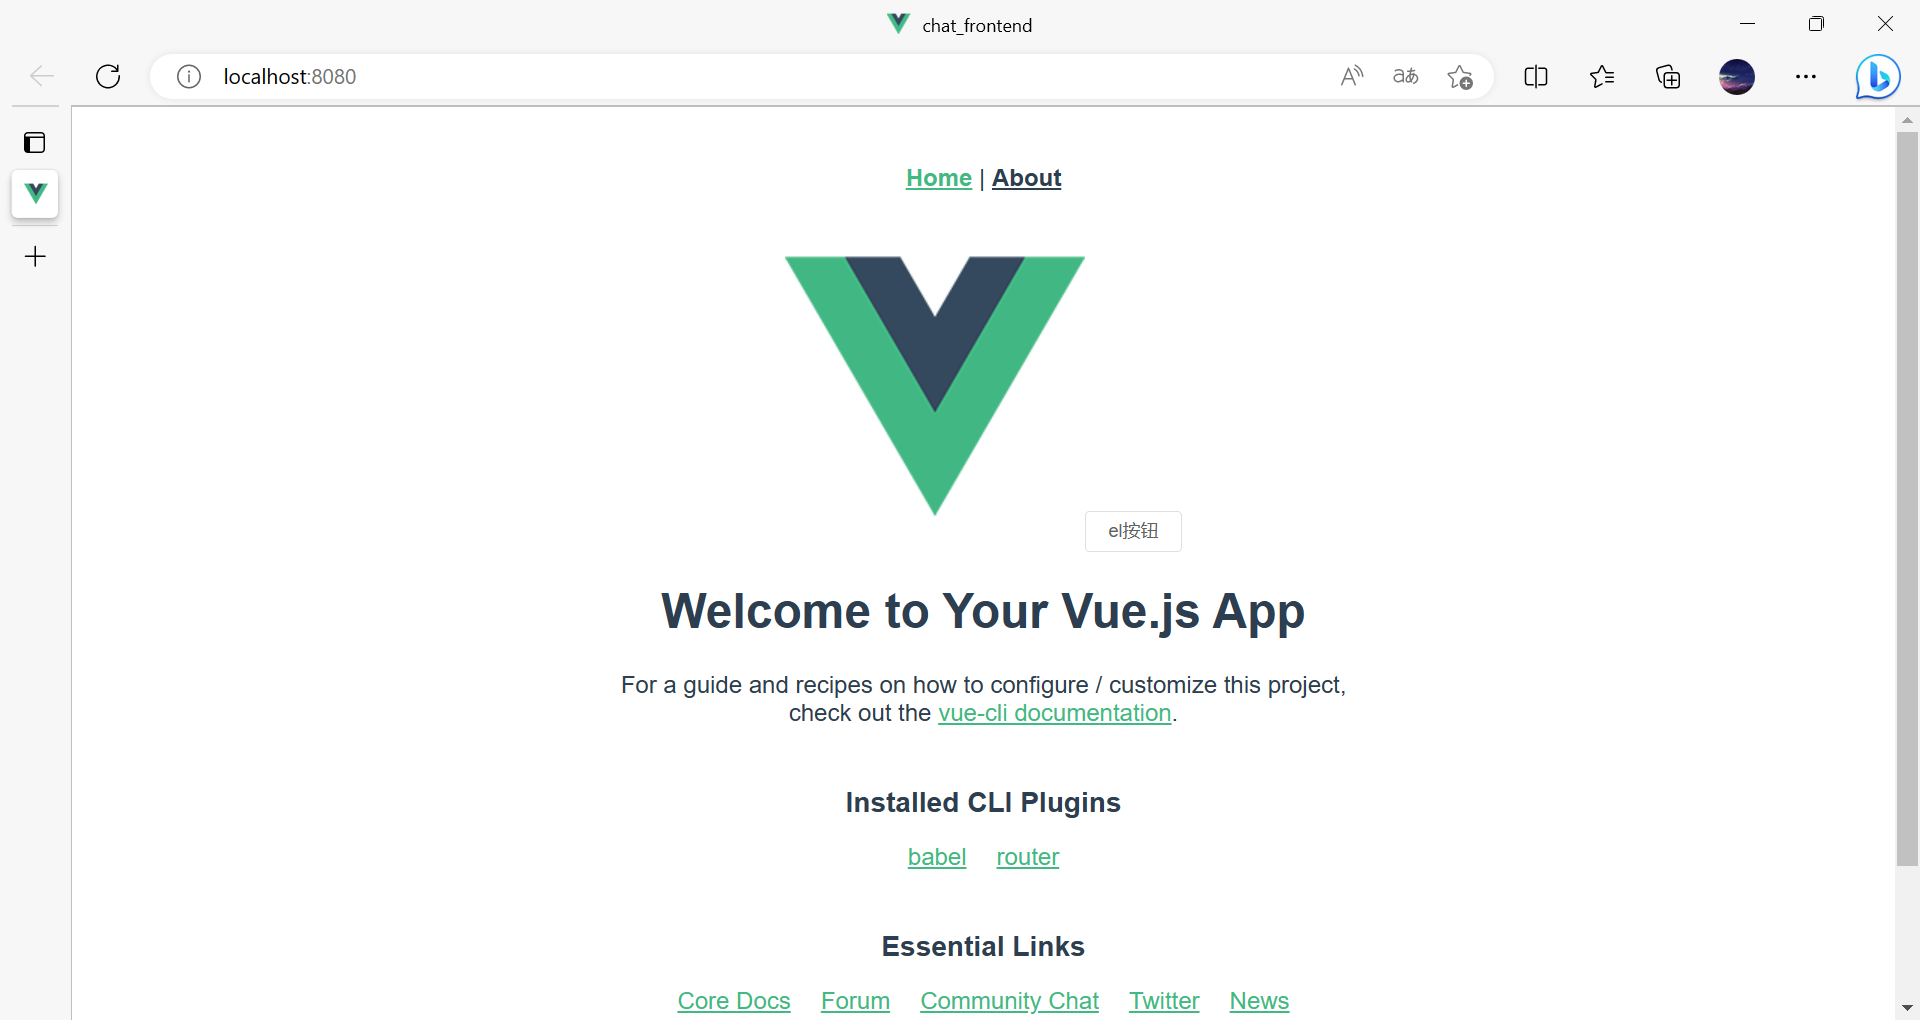 chat_frontend
localhost:8080
Home | About
el按钮
Welcome to Your Vue.js App
For a guide and recipes on how to configure / customize this project,
check out the vue-cli documentation.
Installed CLI Plugins
babel router
Essential Links
Core Docs Forum Community Chat Twitter News